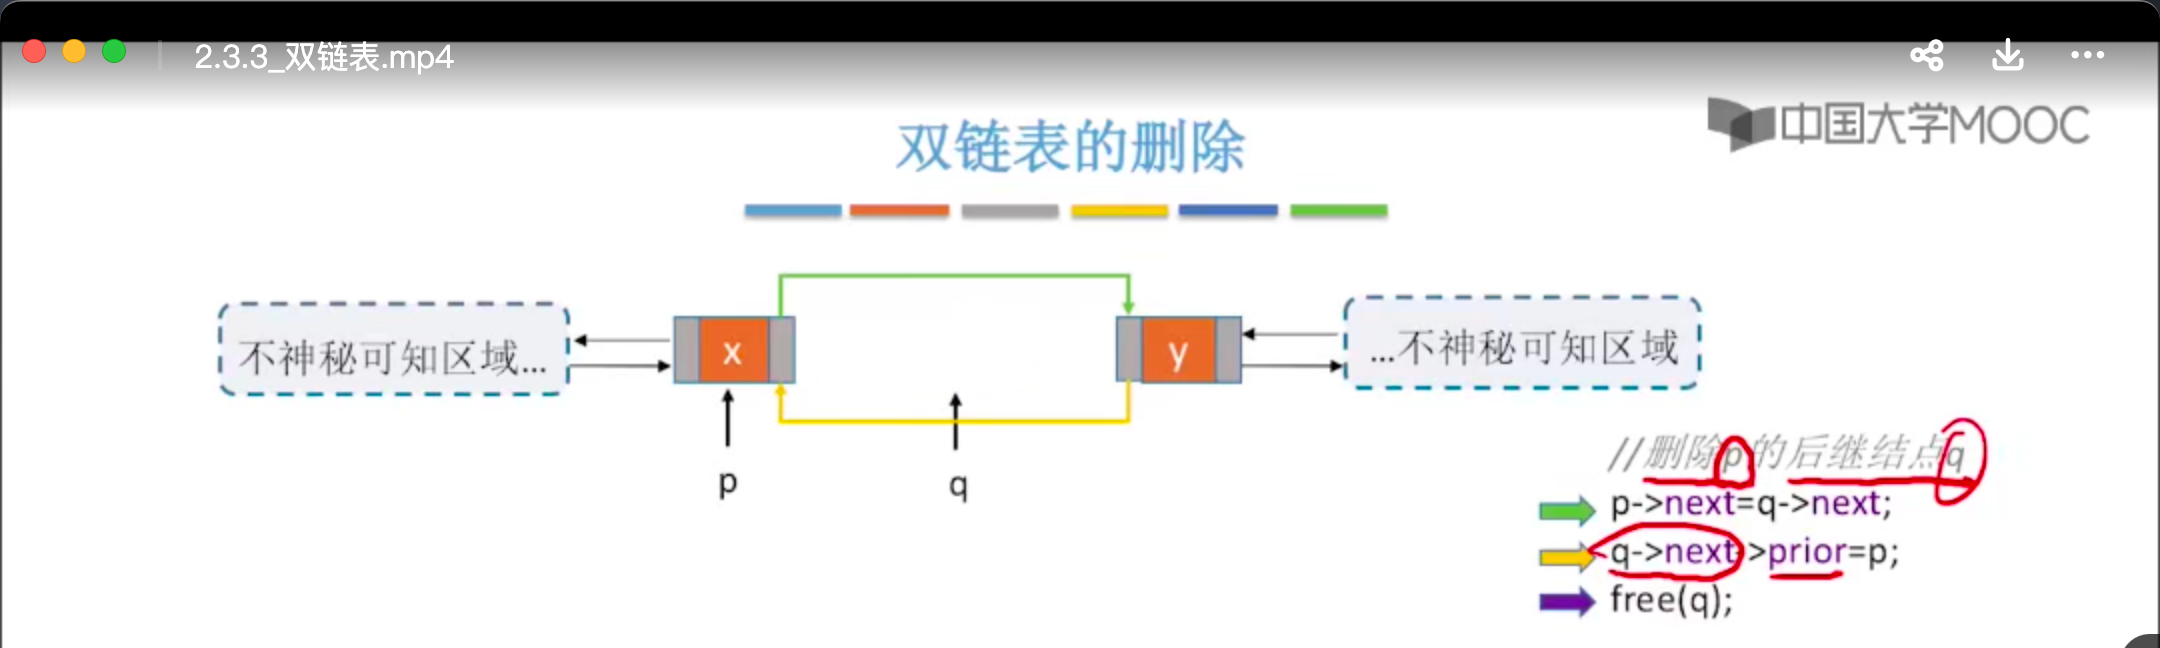 2.3.3_双链表.mp4
中国大学MOOC
双链表的删除
不神秘可知区域...
x
y
...不神秘可知区域
p
q
//删除p的后继结点q
p->next=q->next;
q->next->prior=p;
free(q);